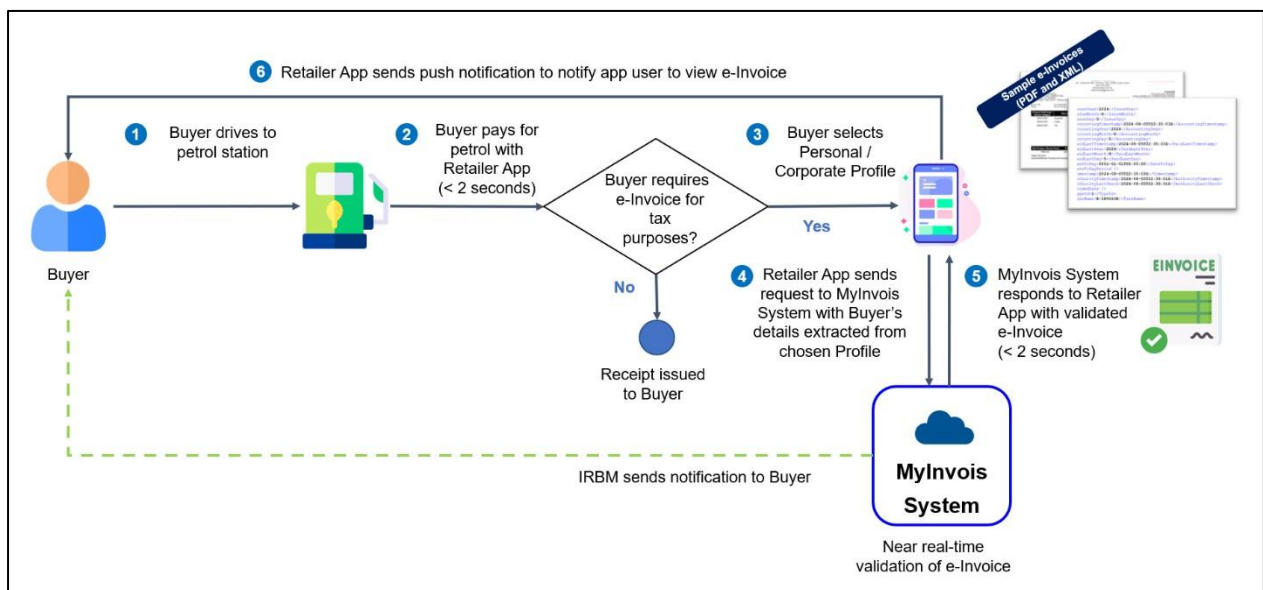 6 Retailer App sends push notification to notify app user to view e-Invoice
Sample e-Invoices
(PDF and XML)
1 Buyer drives to
petrol station
2 Buyer pays for
petrol with
Retailer App
(< 2 seconds)
Buyer requires
e-Invoice for
tax
purposes?
3 Buyer selects
Personal /
Corporate Profile
Yes
Buyer
No
Receipt issued
to Buyer
4 Retailer App sends
request to MyInvois
System with Buyer's
details extracted from
chosen Profile
5 MyInvois System
responds to Retailer
App with validated
e-Invoice
(< 2 seconds)
EINVOICE
IRBM sends notification to Buyer
MyInvois
System
Near real-time
validation of e-Invoice